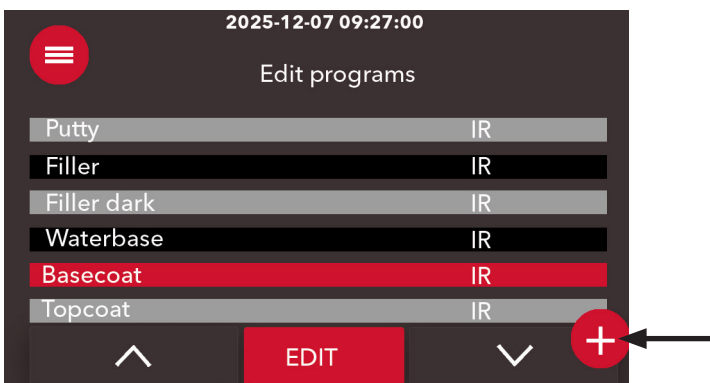 2025-12-07 09:27:00
Edit programs
Putty IR
Filler IR
Filler dark IR
Waterbase IR
Basecoat IR
Topcoat IR
EDIT